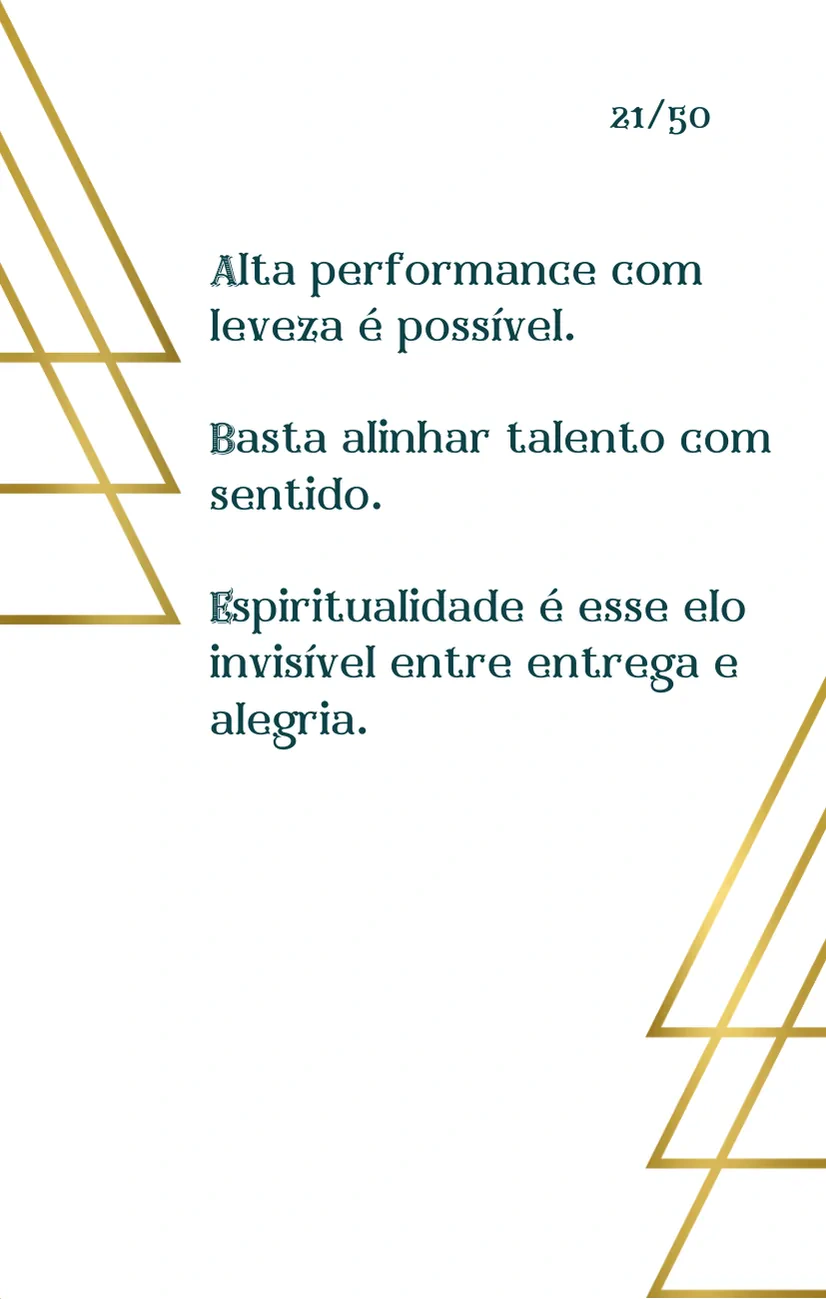 21/50
Alta performance com
leveza é possível.
Basta alinhar talento com
sentido.
Espiritualidade é esse elo
invisível entre entrega e
alegria.